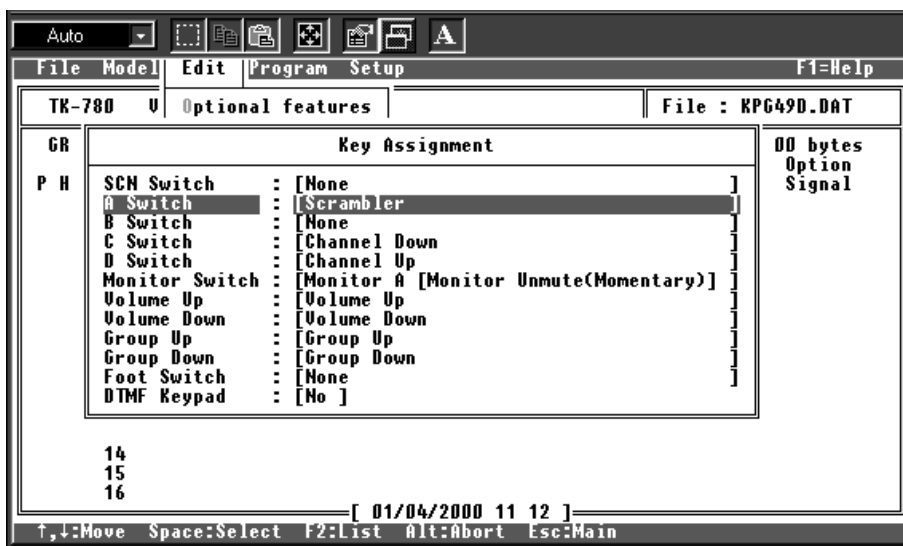 Auto
A
File Model Edit Program Setup F1=Help
TK-780 V Optional features File : KPG49D.DAT
GR Key Assignment 00 bytes
Option
P H SCN Switch : [None ] Signal
A Switch : [Scrambler ]
B Switch : [None ]
C Switch : [Channel Down ]
D Switch : [Channel Up ]
Monitor Switch : [Monitor A [Monitor Unmute(Momentary)] ]
Volume Up : [Volume Up ]
Volume Down : [Volume Down ]
Group Up : [Group Up ]
Group Down : [Group Down ]
Foot Switch : [None ]
DTMF Keypad : [No ]
14
15
16
[ 01/04/2000 11 12 ]
↑,↓:Move Space:Select F2:List Alt:Abort Esc:Main